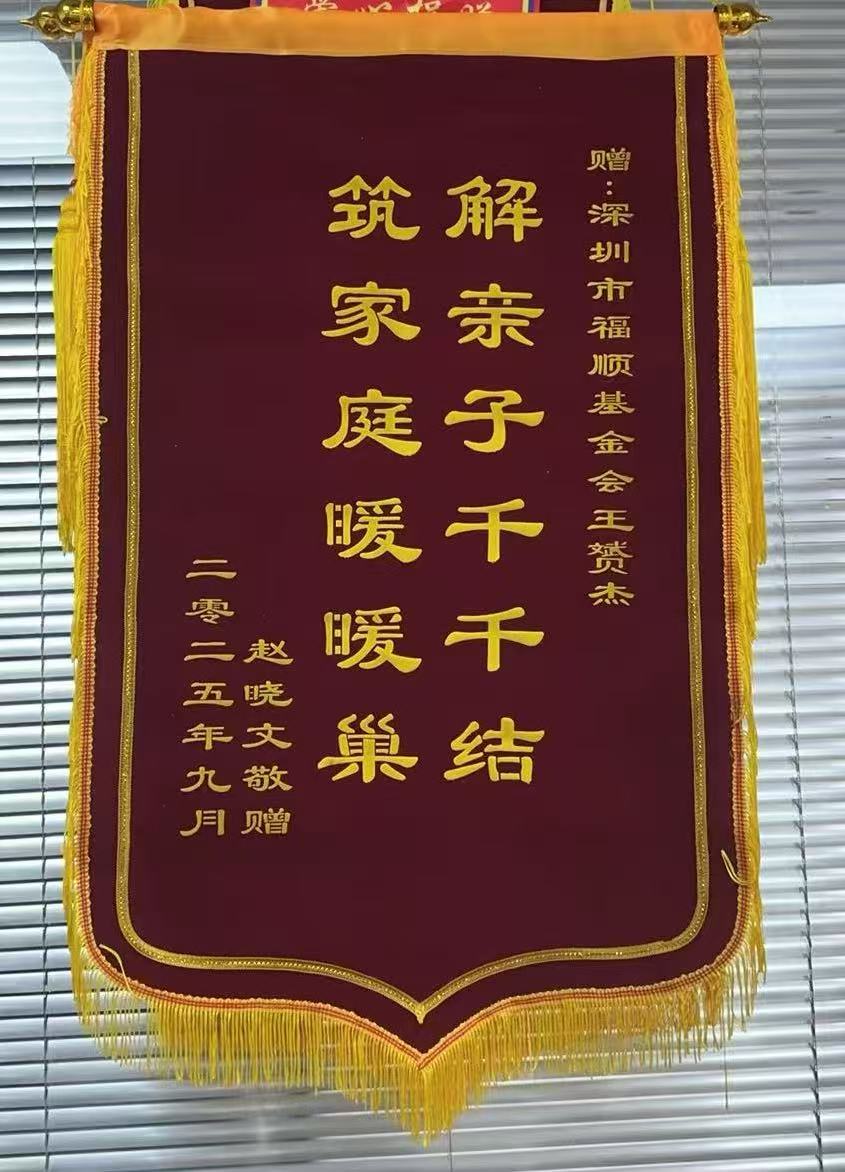 赠：深圳市福顺基金会王赟杰
解亲子千千结
筑家庭暖暖巢
赵晓文敬赠
二零二五年九月